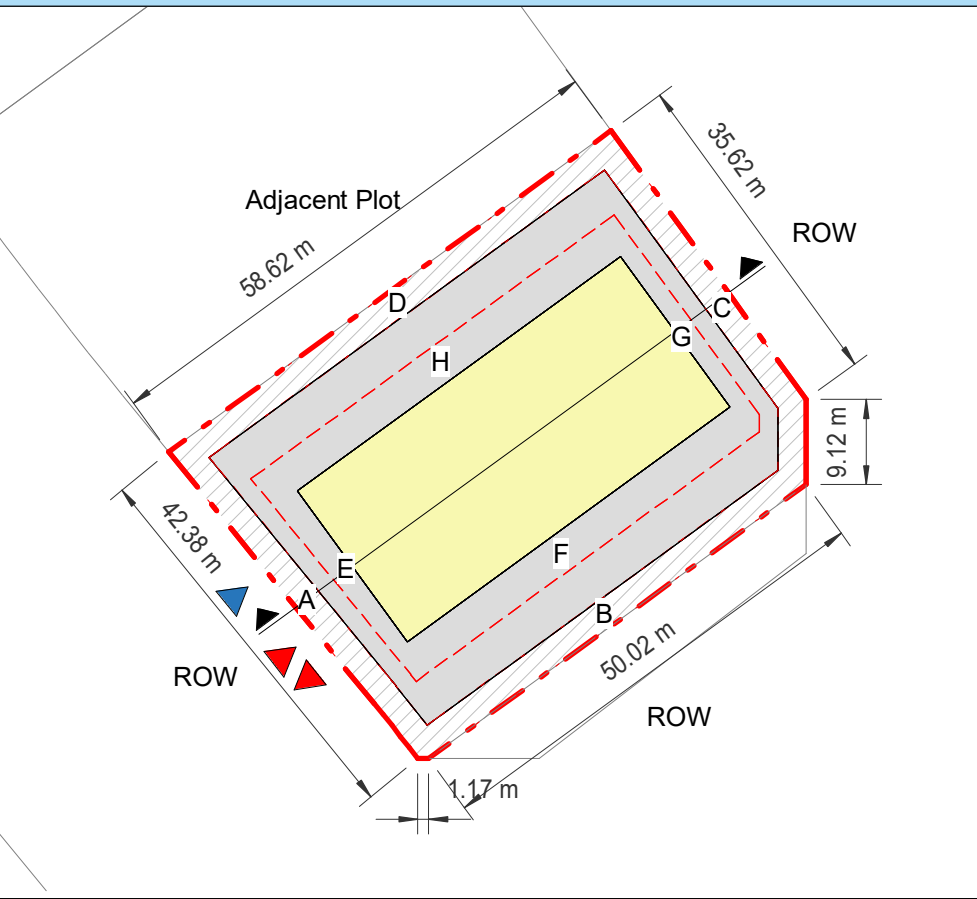 35.62 m
Adjacent Plot
ROW
58.62 m
D
C
G
H
9.12 m
42.38 m
F
E
A
B
50.02 m
ROW
ROW
1.17 m